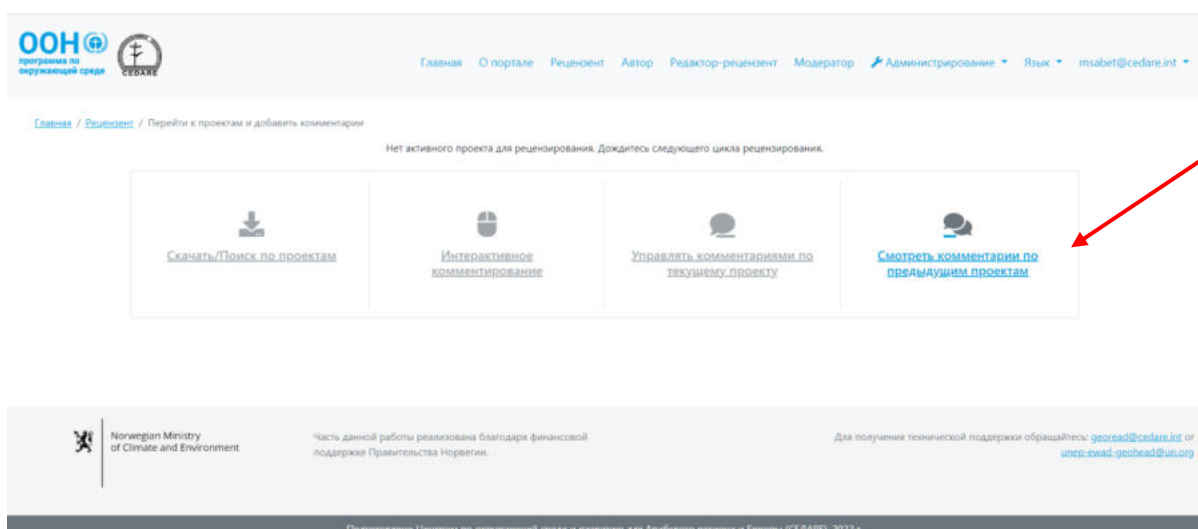 ООН
программа по
окружающей среде
CEDARE
Главная О портале Рецензент Автор Редактор-рецензент Модератор Администрирование Язык msabet@cedare.int
Главная / Рецензент / Перейти к проектам и добавить комментарии
Нет активного проекта для рецензирования. Дождитесь следующего цикла рецензирования.
Скачать/Поиск по проектам
Интерактивное
комментирование
Управлять комментариями по
текущему проекту
Смотреть комментарии по
предыдущим проектам
Norwegian Ministry
of Climate and Environment
Часть данной работы реализована благодаря финансовой
поддержке Правительства Норвегии.
Для получения технической поддержки обращайтесь: georead@cedare.int or
unep-ewad-geohead@un.org